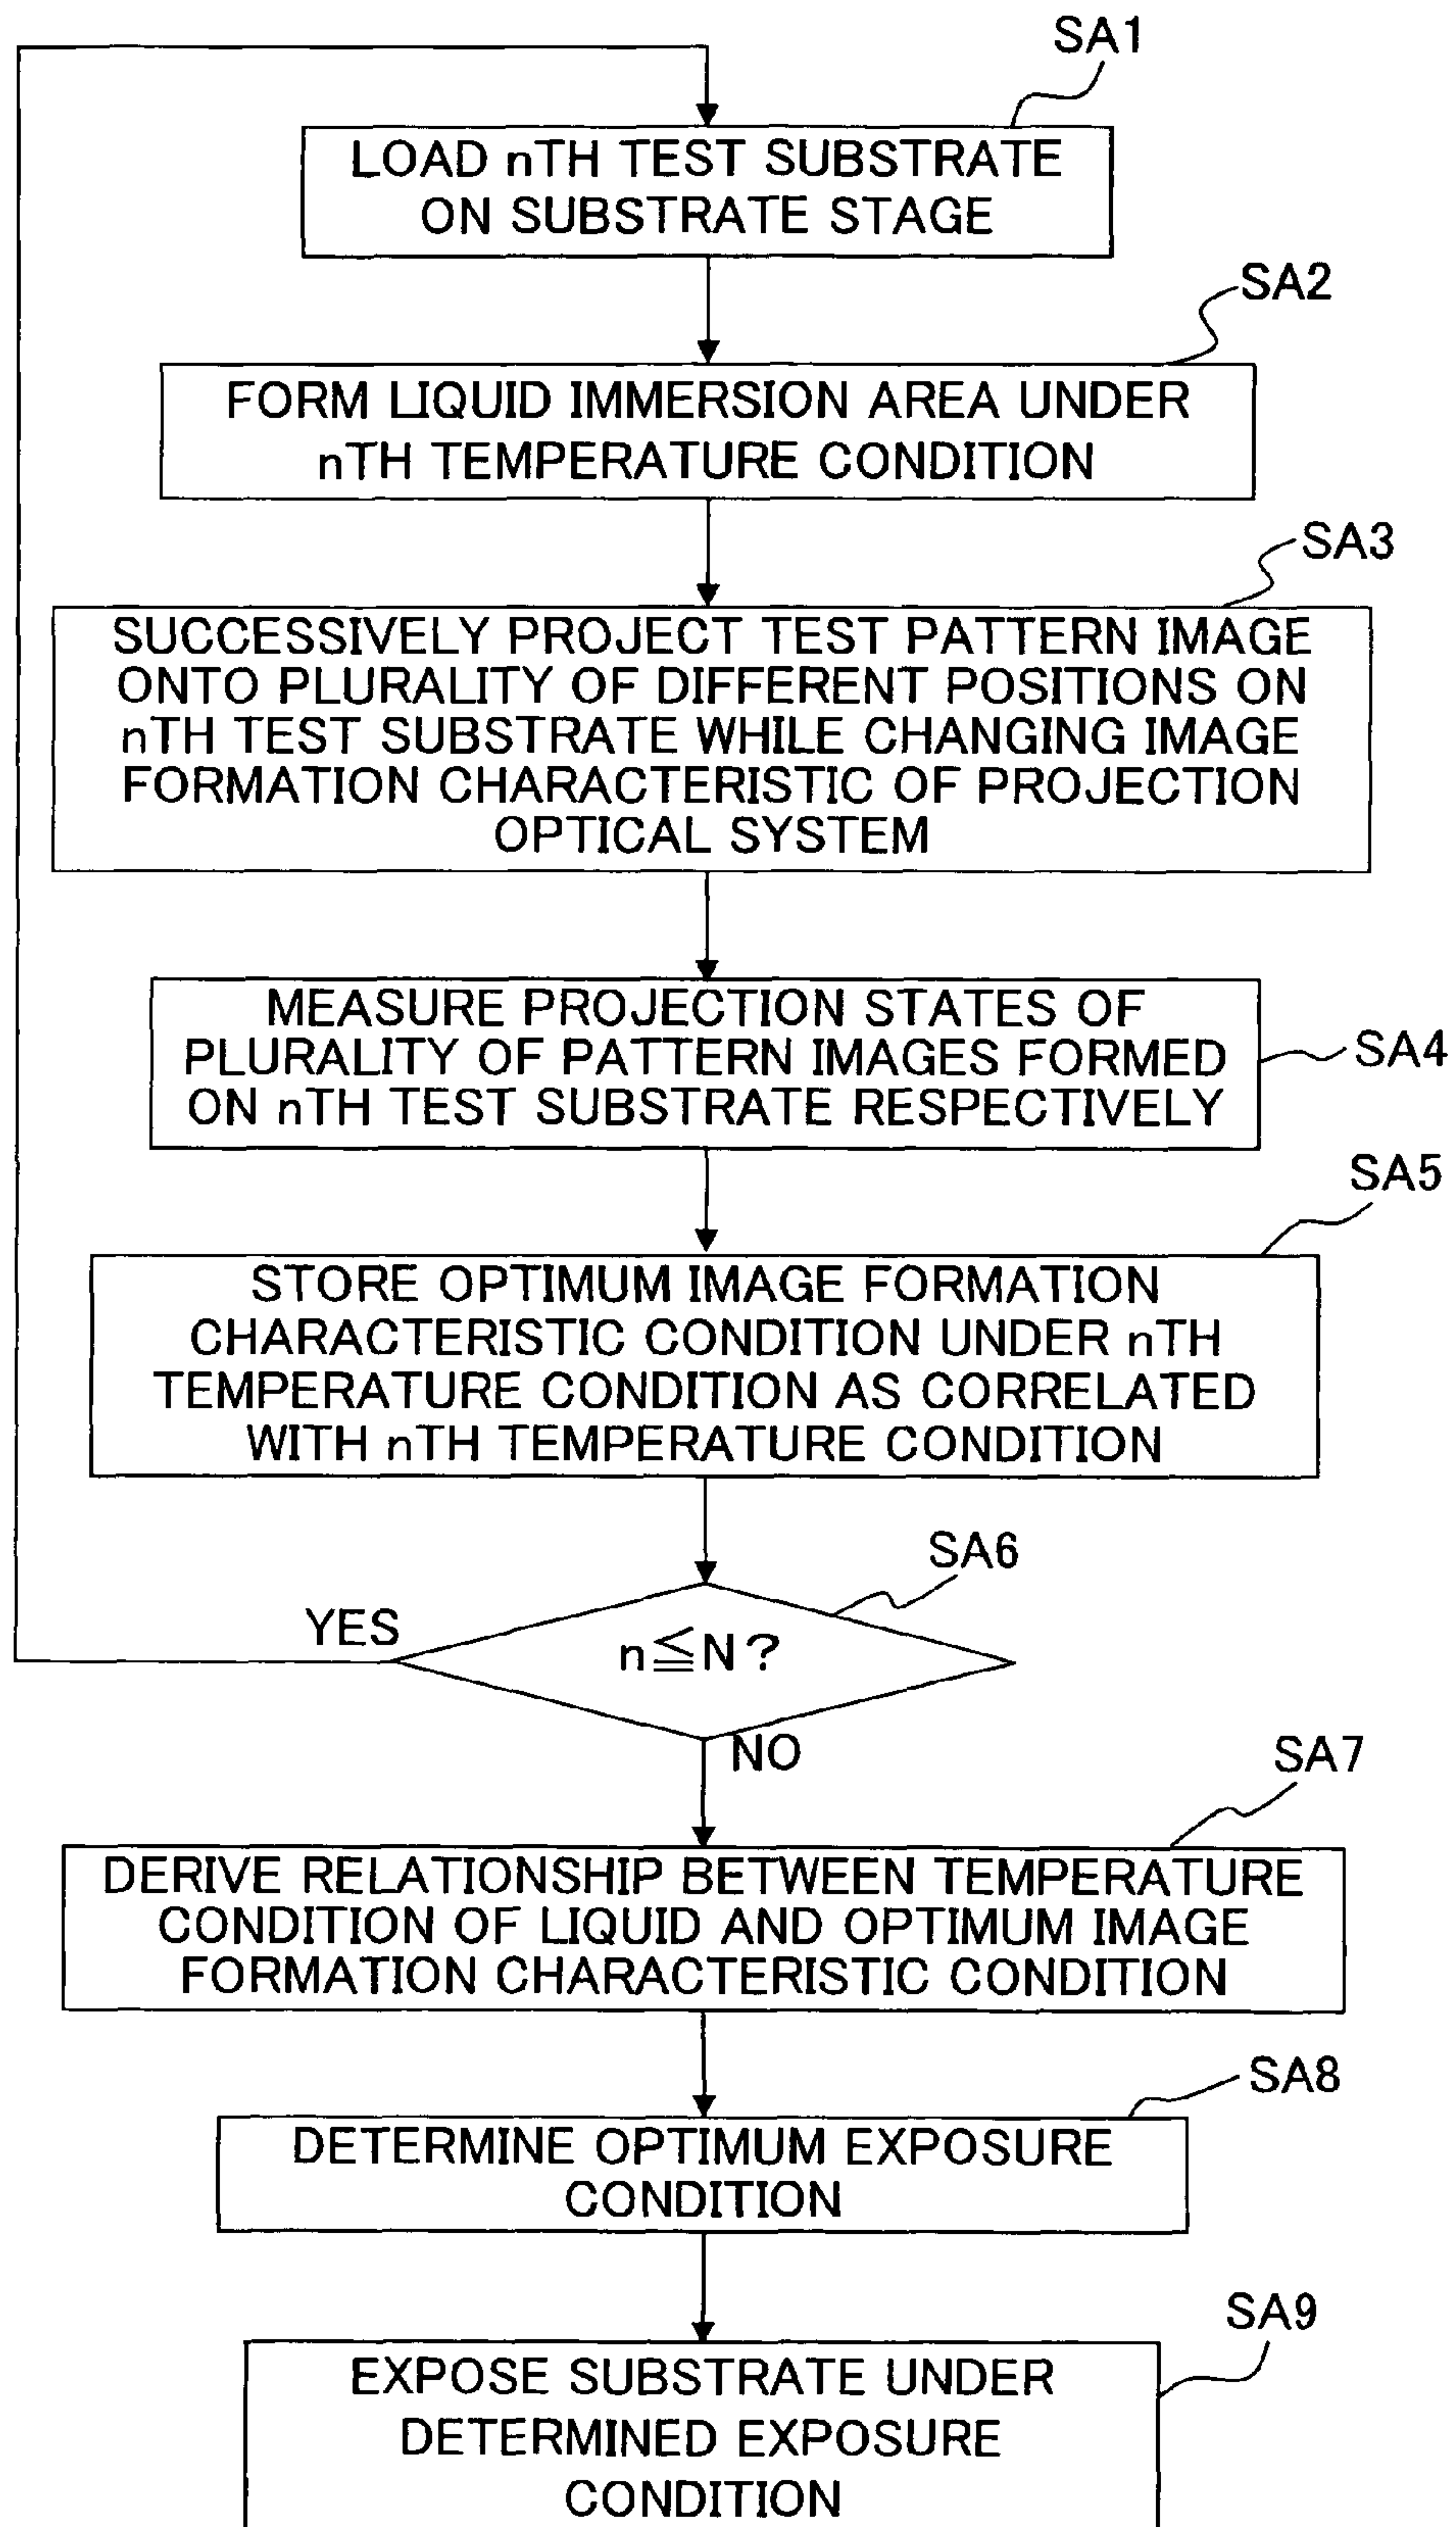 SA1
LOAD nTH TEST SUBSTRATE
ON SUBSTRATE STAGE
SA2
FORM LIQUID IMMERSION AREA UNDER
nTH TEMPERATURE CONDITION
SA3
SUCCESSIVELY PROJECT TEST PATTERN IMAGE
ONTO PLURALITY OF DIFFERENT POSITIONS ON
nTH TEST SUBSTRATE WHILE CHANGING IMAGE
FORMATION CHARACTERISTIC OF PROJECTION
OPTICAL SYSTEM
MEASURE PROJECTION STATES OF
PLURALITY OF PATTERN IMAGES FORMED
ON nTH TEST SUBSTRATE RESPECTIVELY
SA4
SA5
STORE OPTIMUM IMAGE FORMATION
CHARACTERISTIC CONDITION UNDER nTH
TEMPERATURE CONDITION AS CORRELATED
WITH nTH TEMPERATURE CONDITION
SA6
YES
n≦N?
NO
SA7
DERIVE RELATIONSHIP BETWEEN TEMPERATURE
CONDITION OF LIQUID AND OPTIMUM IMAGE
FORMATION CHARACTERISTIC CONDITION
SA8
DETERMINE OPTIMUM EXPOSURE
CONDITION
SA9
EXPOSE SUBSTRATE UNDER
DETERMINED EXPOSURE
CONDITION